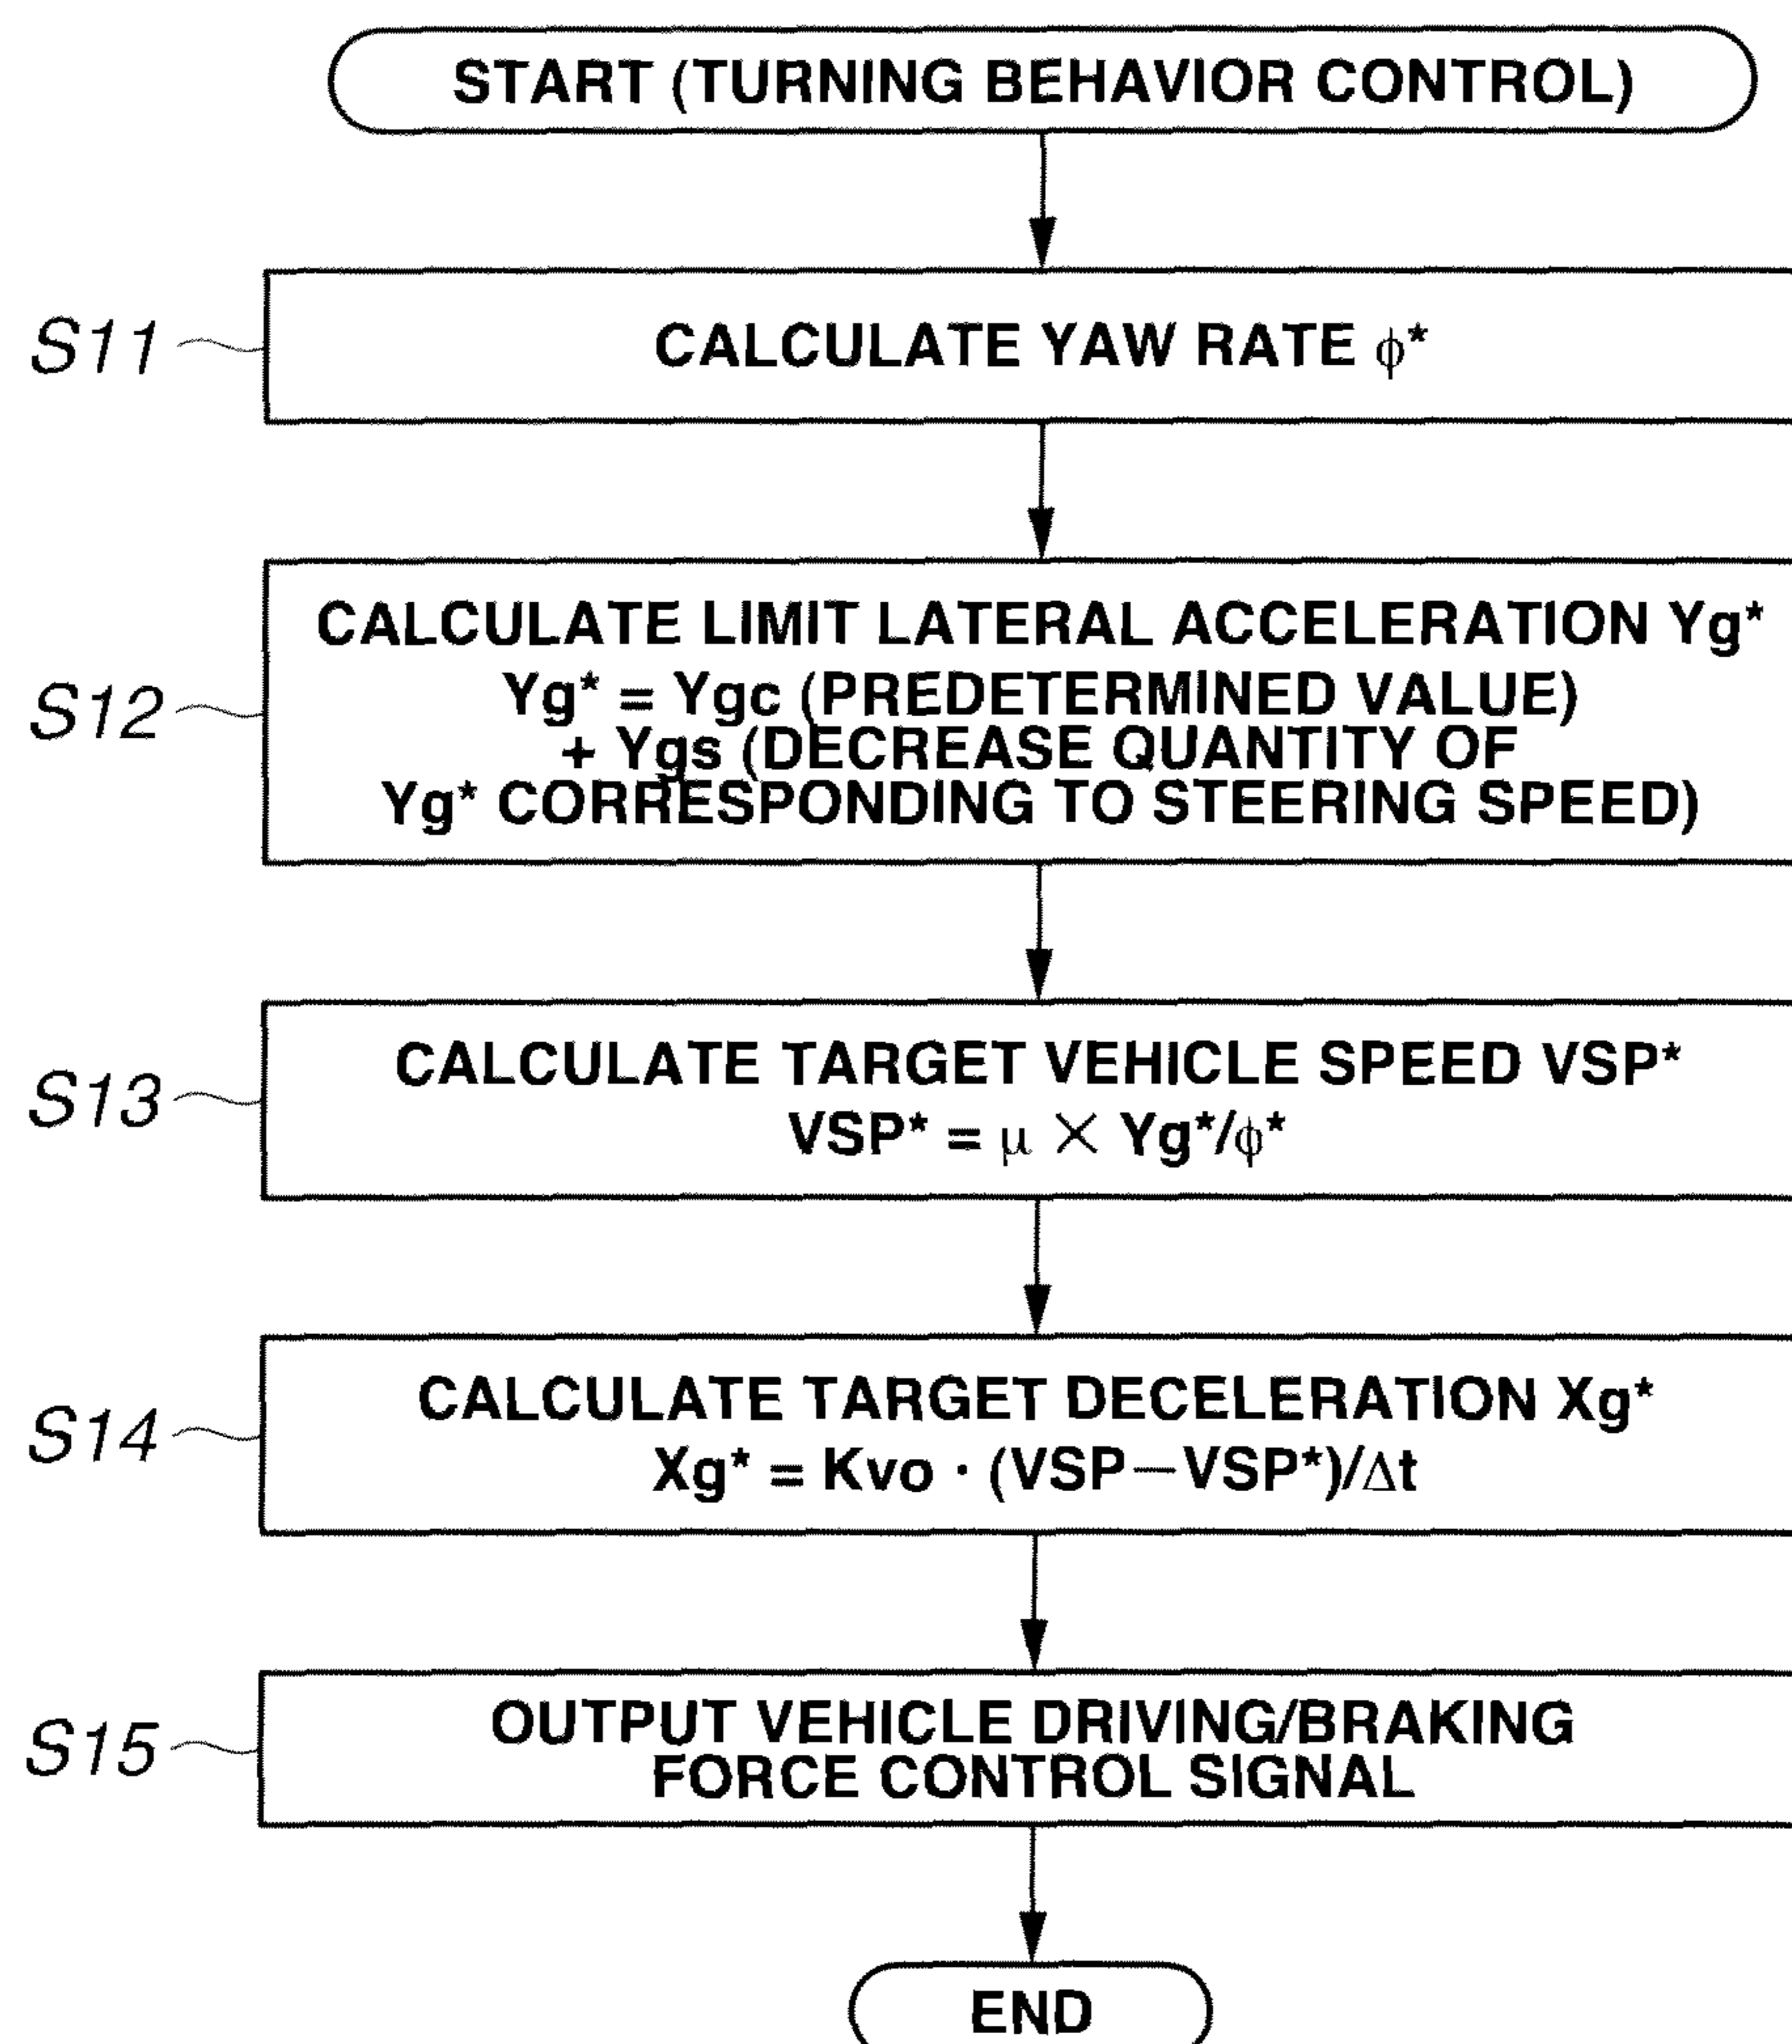 START (TURNING BEHAVIOR CONTROL)
S11
CALCULATE YAW RATE ϕ*
S12
CALCULATE LIMIT LATERAL ACCELERATION Yg*
Yg* = Ygc (PREDETERMINED VALUE)
+ Ygs (DECREASE QUANTITY OF
Yg* CORRESPONDING TO STEERING SPEED)
S13
CALCULATE TARGET VEHICLE SPEED VSP*
VSP* = μ × Yg*/ϕ*
S14
CALCULATE TARGET DECELERATION Xg*
Xg* = Kvo · (VSP−VSP*)/Δt
S15
OUTPUT VEHICLE DRIVING/BRAKING
FORCE CONTROL SIGNAL
END